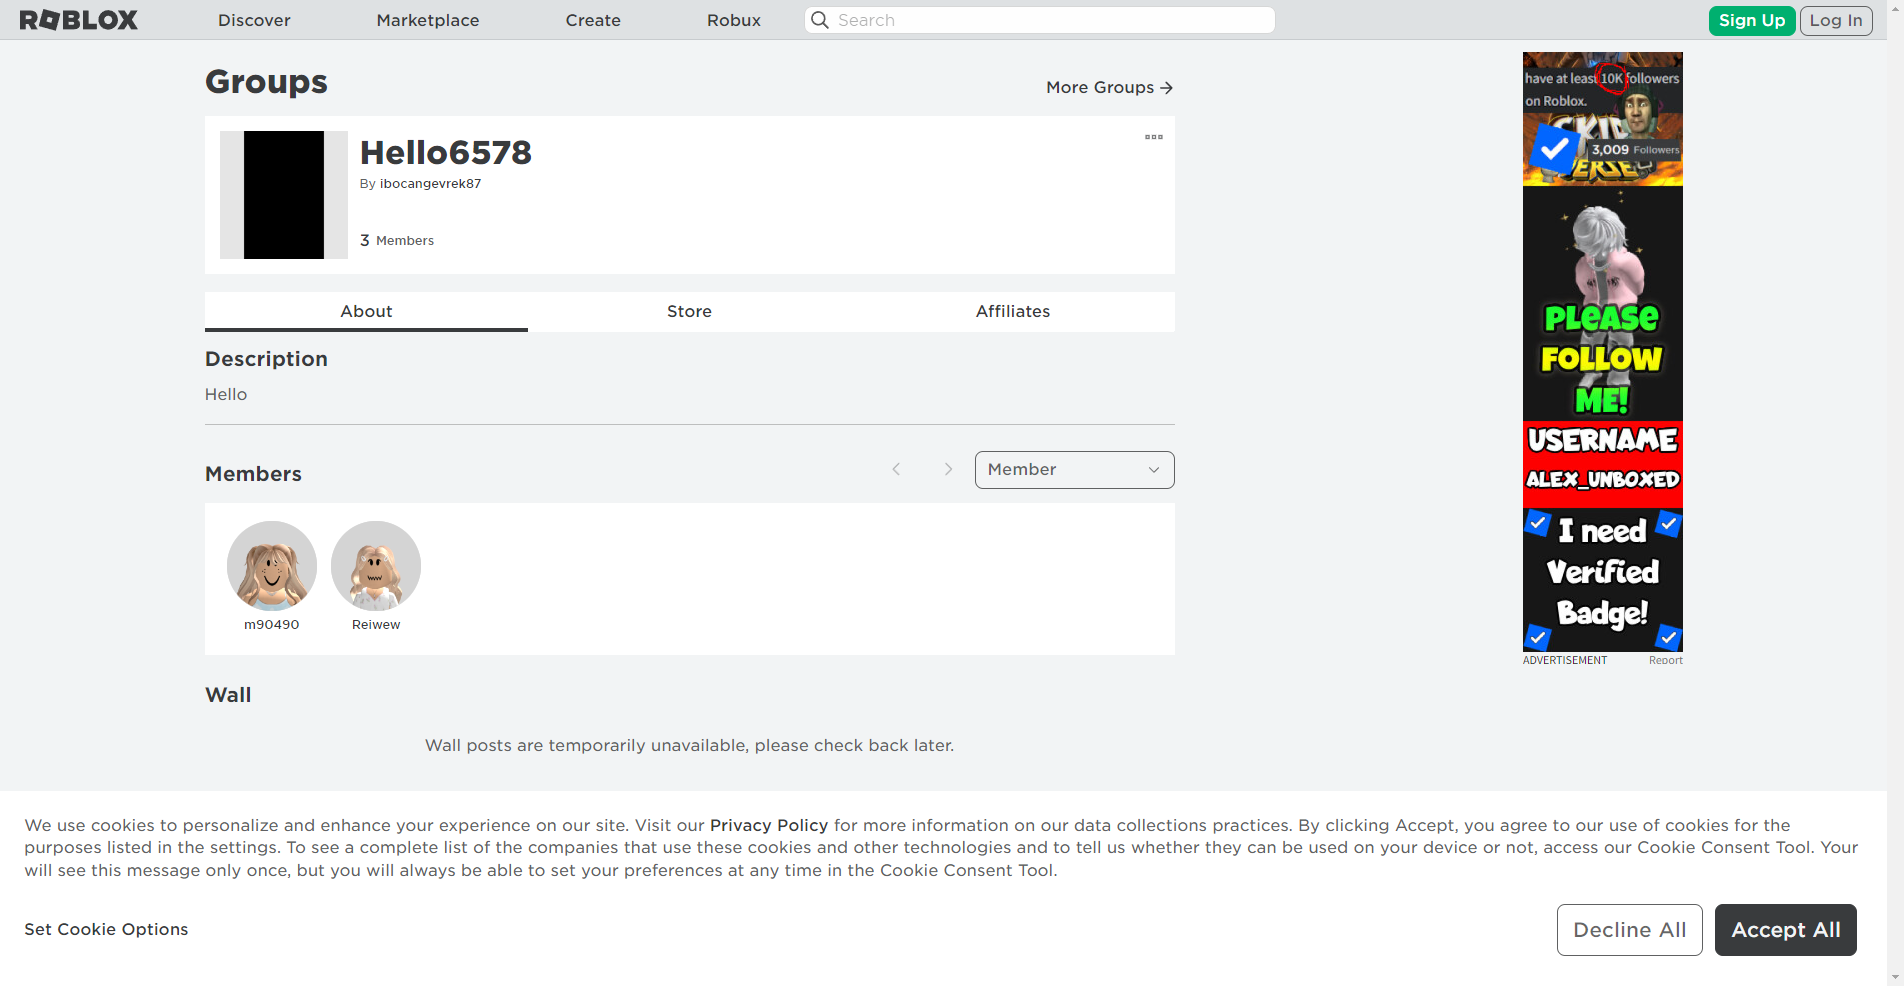 ROBLOX
Discover
Marketplace
Create
Robux
Search
Sign Up
Log In
Groups
More Groups
Hello6578
By ibocangevrek87
3 Members
About
Store
Affiliates
Description
Hello
Members
Member
m90490
Reiwew
Wall
Wall posts are temporarily unavailable, please check back later.
have at least 10K followers
on Roblox.
3,009 Followers
PLEASE
FOLLOW
ME!
USERNAME
ALEX_UNBOXED
I need
Verified
Badge!
ADVERTISEMENT
Report
We use cookies to personalize and enhance your experience on our site. Visit our Privacy Policy for more information on our data collections practices. By clicking Accept, you agree to our use of cookies for the
purposes listed in the settings. To see a complete list of the companies that use these cookies and other technologies and to tell us whether they can be used on your device or not, access our Cookie Consent Tool. Your
will see this message only once, but you will always be able to set your preferences at any time in the Cookie Consent Tool.
Set Cookie Options
Decline All
Accept All